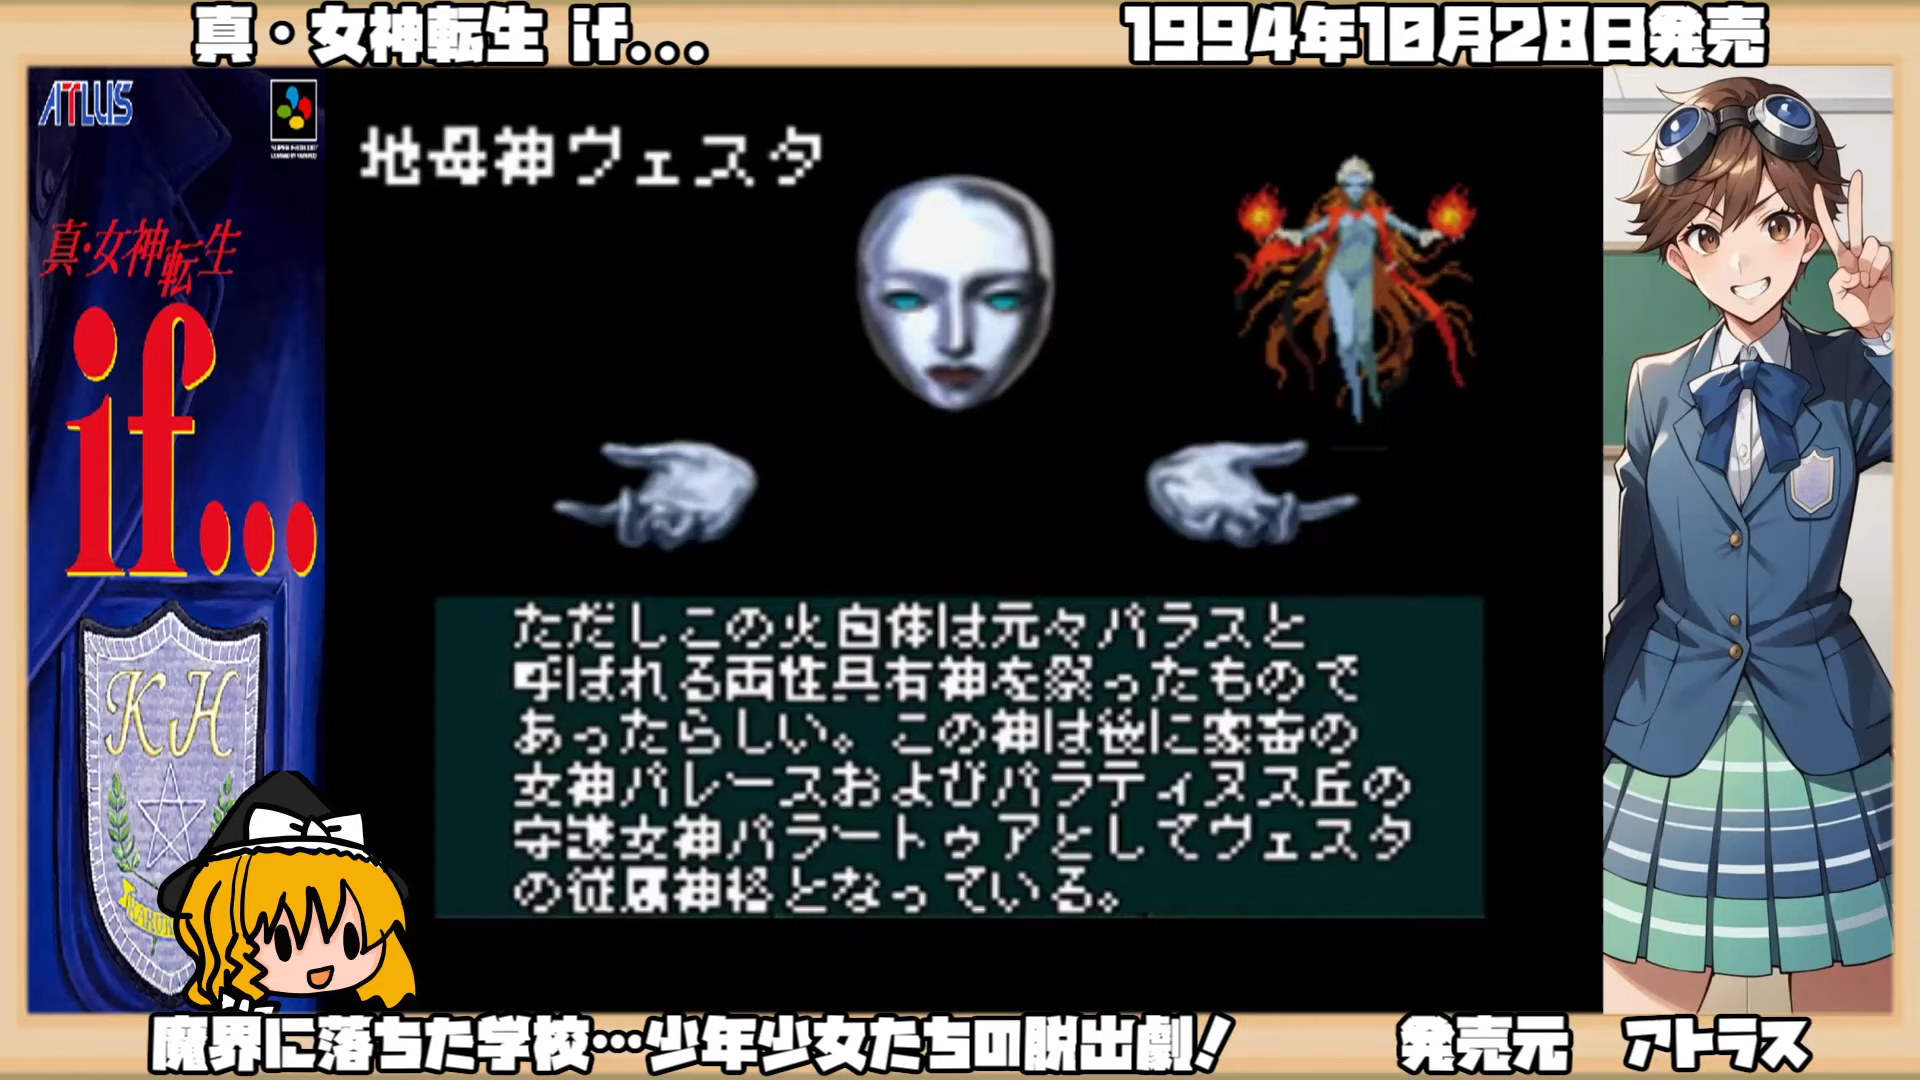 真・女神転生 if...
1994年10月28日発売
ATLUS
真・女神転生
if...
KH
地母神ヴェスタ
ただしこの火自体は元々パラスと
呼ばれる両性具有神を祭ったもので
あったらしい。この神は後に家畜の
女神パレースおよびパラティヌス丘の
守護女神パラートゥアとしてヴェスタ
の従属神格となっている。
魔界に落ちた学校…少年少女たちの脱出劇!
発売元 アトラス